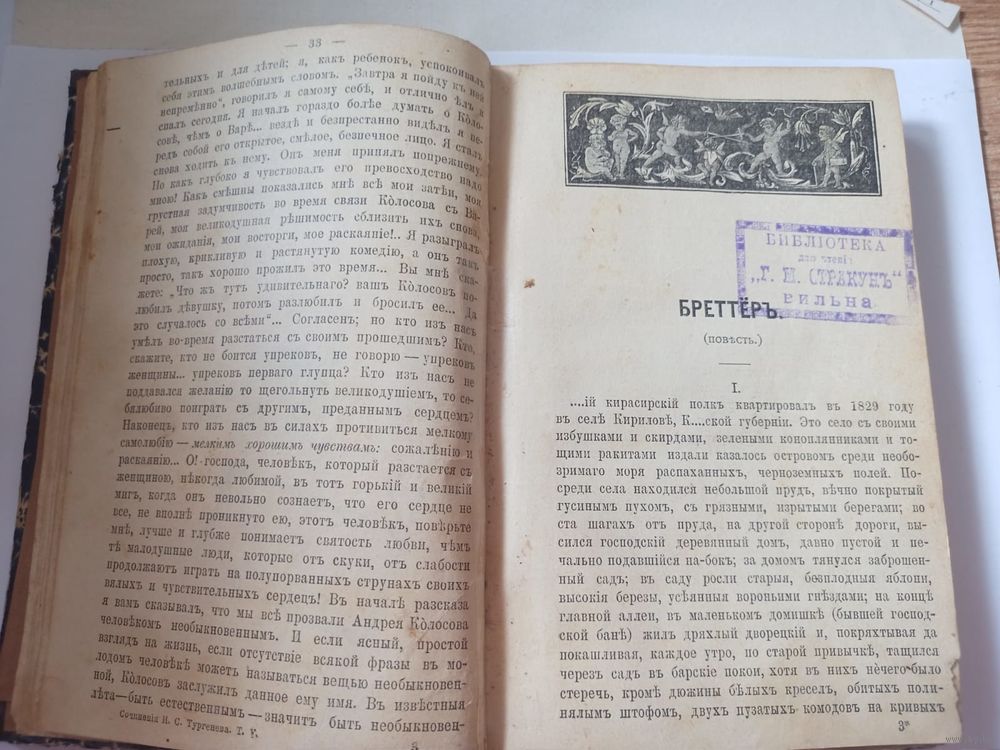 — 33 —
тельныхъ и для дѣтей; я, какъ ребенокъ, успокоивалъ
себя этимъ волшебнымъ словомъ. „Завтра я пойду къ ней
непремѣнно“, говорилъ я самому себѣ, и отлично ѣлъ и
спалъ сегодня. Я началъ гораздо болѣе думать о Ко̀ло-
совѣ, чѣмъ о Варѣ... вездѣ и безпрестанно видѣлъ я пе-
редъ собой его открытое, смѣлое, безпечное лицо. Я сталъ
снова ходить къ нему. Онъ меня принялъ попрежнему.
Но какъ глубоко я чувствовалъ его превосходство надо
мною! Какъ смѣшны показались мнѣ всѣ мои затѣи, моя
грустная задумчивость во время связи Ко̀лосова съ Ва-
рей, моя великодушная рѣшимость сблизить ихъ снова,
мои ожиданія, мои восторги, мое раскаяніе!.. Я разыгралъ
плохую, крикливую и растянутую комедію, а онъ такъ
просто, такъ хорошо прожилъ это время... Вы мнѣ ска-
жете: „Что жъ тутъ удивительнаго? вашъ Ко̀лосовъ по-
любилъ дѣвушку, потомъ разлюбилъ и бросилъ ее... Да
это случалось со всѣми“... Согласенъ; но кто изъ насъ
умѣлъ во-время разстаться съ своимъ прошедшимъ? Кто,
скажите, кто не боится упрековъ, не говорю — упрековъ
женщины... упрековъ перваго глупца? Кто изъ насъ не
поддавался желанію то щегольнуть великодушіемъ, то се-
бялюбиво поиграть съ другимъ, преданнымъ сердцемъ?
Наконецъ, кто изъ насъ въ силахъ противиться мелкому
самолюбію — мелкимъ хорошимъ чувствамъ: сожалѣнію и
раскаянію... О! господа, человѣкъ, который разстается съ
женщиною, нѣкогда любимой, въ тотъ горькій и великій
мигъ, когда онъ невольно сознаетъ, что его сердце не
все, не вполнѣ проникнуто ею, этотъ человѣкъ, повѣрьте
мнѣ, лучше и глубже понимаетъ святость любви, чѣмъ
тѣ малодушные люди, которые отъ скуки, отъ слабости
продолжаютъ играть на полупорванныхъ струнахъ своихъ
вялыхъ и чувствительныхъ сердецъ! Въ началѣ разсказа
я вамъ сказывалъ, что мы всѣ прозвали Андрея Ко̀лосова
человѣкомъ необыкновеннымъ. И если ясный, простой
взглядъ на жизнь, если отсутствіе всякой фразы въ мо-
лодомъ человѣкѣ можетъ называться вещью необыкновен-
ной, Ко̀лосовъ заслужилъ данное ему имя. Въ извѣстныя
лѣта—быть естественнымъ—значитъ быть необыкновен-
Сочиненія И. С. Тургенева. Т. V.
3
БИБЛІОТЕКА
для чтенія
„Г. И. СТРАКУНЪ“
ВИЛЬНА
БРЕТТЁРЪ.
(повѣсть.)
I.
....ій кирасирскій полкъ квартировалъ въ 1829 году
въ селѣ Кириловѣ, К....ской губерніи. Это село съ своими
избушками и скирдами, зелеными коноплянниками и то-
щими ракитами издали казалось островомъ среди необо-
зримаго моря распаханныхъ, черноземныхъ полей. По-
среди села находился небольшой прудъ, вѣчно покрытый
гусинымъ пухомъ, съ грязными, изрытыми берегами; во
ста шагахъ отъ пруда, на другой сторонѣ дороги, вы-
сился господскій деревянный домъ, давно пустой и пе-
чально подавшійся на-бокъ; за домомъ тянулся заброшен-
ный садъ; въ саду росли старыя, безплодныя яблони,
высокія березы, усѣянныя вороньими гнѣздами; на концѣ
главной аллеи, въ маленькомъ домишкѣ (бывшей господ-
ской банѣ) жилъ дряхлый дворецкій и, покряхтывая да
покашливая, каждое утро, по старой привычкѣ, тащился
черезъ садъ въ барскіе покои, хотя въ нихъ нечего было
стеречь, кромѣ дюжины бѣлыхъ креселъ, обитыхъ поли-
нялымъ штофомъ, двухъ пузатыхъ комодовъ на кривыхъ
3*